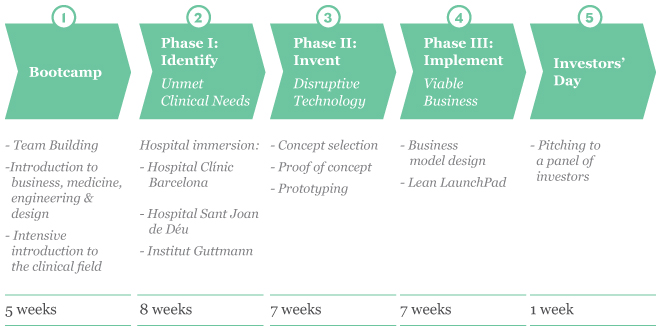 1
Bootcamp
- Team Building
-Introduction to
business, medicine,
engineering &
design
- Intensive
introduction to
the clinical field
5 weeks
2
Phase I:
Identify
Unmet
Clinical Needs
Hospital immersion:
- Hospital Clínic
Barcelona
- Hospital Sant Joan
de Déu
- Institut Guttmann
8 weeks
3
Phase II:
Invent
Disruptive
Technology
- Concept selection
- Proof of concept
- Prototyping
7 weeks
4
Phase III:
Implement
Viable
Business
- Business
model design
- Lean LaunchPad
7 weeks
5
Investors’
Day
- Pitching to
a panel of
investors
1 week